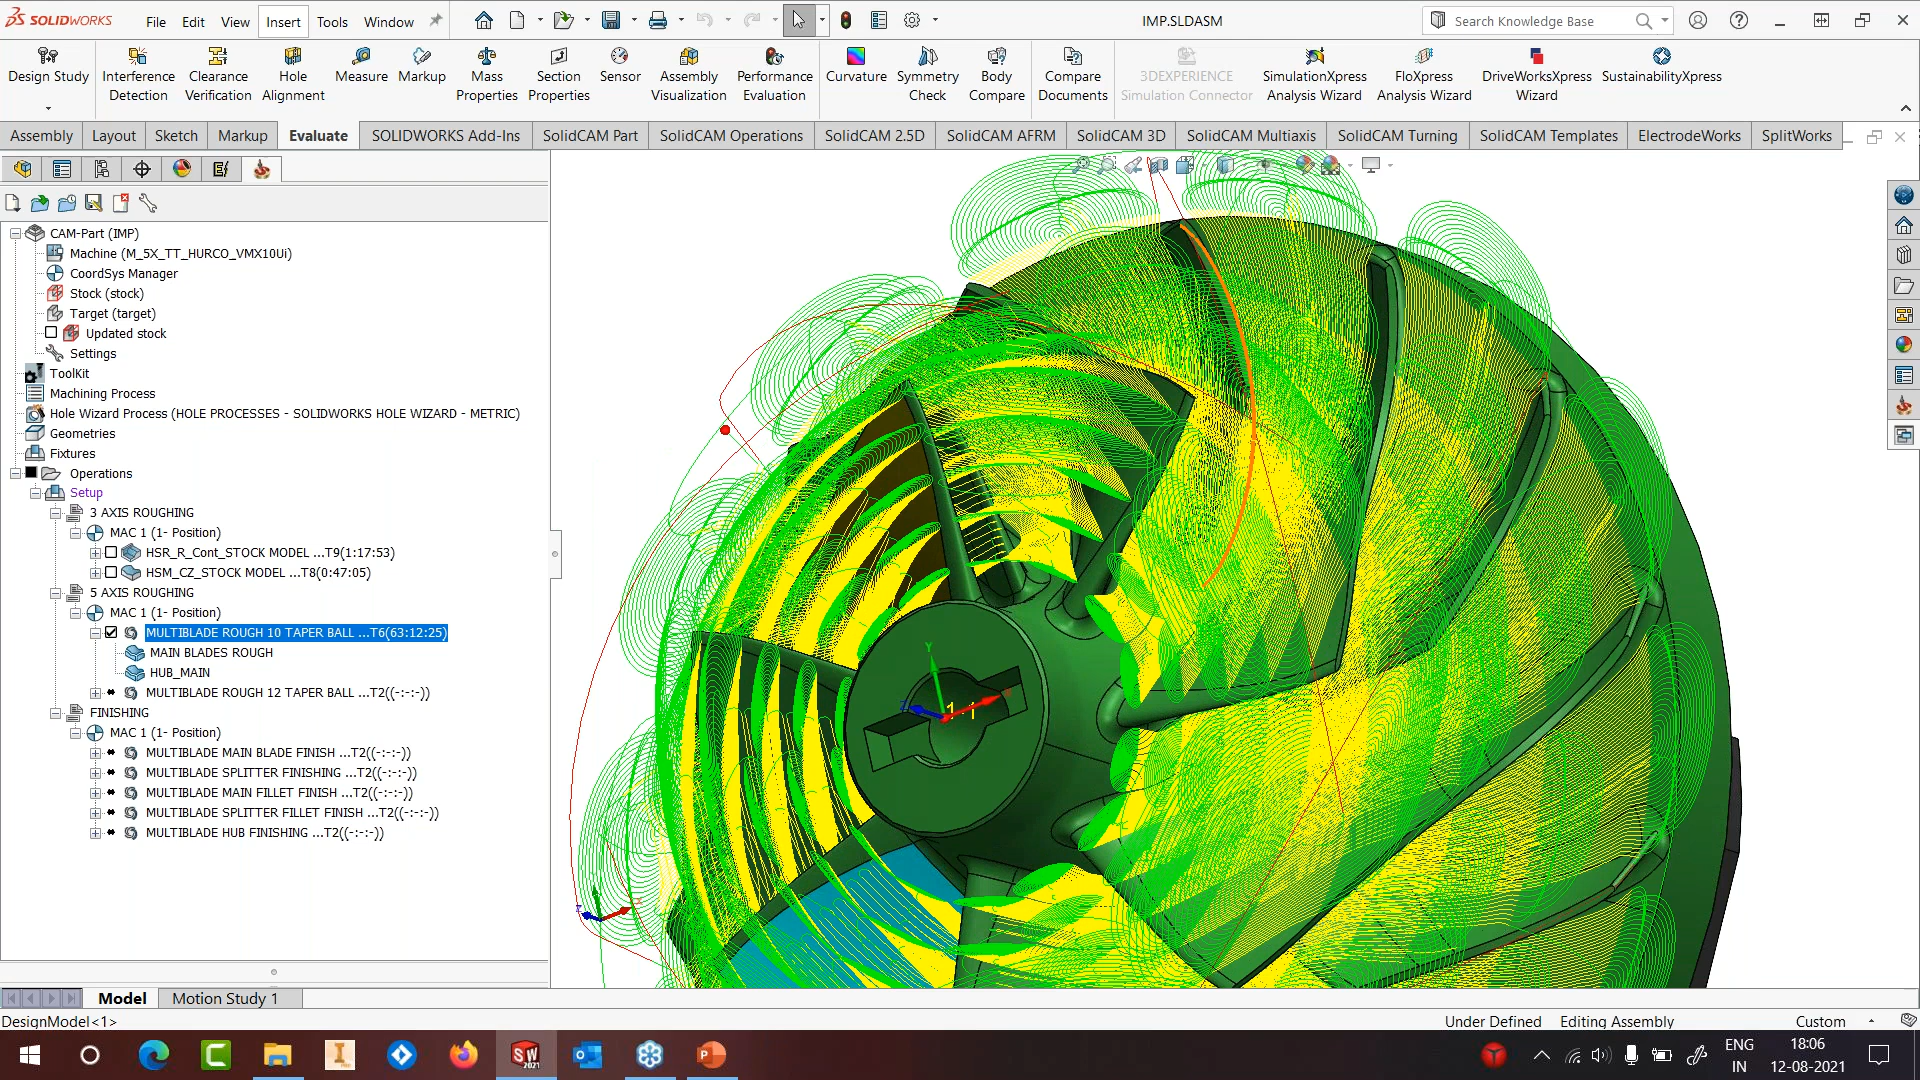 SOLIDWORKS File Edit View Insert Tools Window IMP.SLDASM Search Knowledge Base
Design Study
Interference Detection
Clearance Verification
Hole Alignment
Measure
Markup
Mass Properties
Section Properties
Sensor
Assembly Visualization
Performance Evaluation
Curvature
Symmetry Check
Body Compare
Compare Documents
3DEXPERIENCE Simulation Connector
SimulationXpress Analysis Wizard
FloXpress Analysis Wizard
DriveWorksXpress Wizard
SustainabilityXpress
Assembly Layout Sketch Markup Evaluate SOLIDWORKS Add-Ins SolidCAM Part SolidCAM Operations SolidCAM 2.5D SolidCAM AFRM SolidCAM 3D SolidCAM Multiaxis SolidCAM Turning SolidCAM Templates ElectrodeWorks SplitWorks
CAM-Part (IMP)
Machine (M_5X_TT_HURCO_VMX10Ui)
CoordSys Manager
Stock (stock)
Target (target)
Updated stock
Settings
ToolKit
Machining Process
Hole Wizard Process (HOLE PROCESSES - SOLIDWORKS HOLE WIZARD - METRIC)
Geometries
Fixtures
Operations
Setup
3 AXIS ROUGHING
MAC 1 (1- Position)
HSR_R_Cont_STOCK MODEL ...T9(1:17:53)
HSM_CZ_STOCK MODEL ...T8(0:47:05)
5 AXIS ROUGHING
MAC 1 (1- Position)
MULTIBLADE ROUGH 10 TAPER BALL ...T6(63:12:25)
MAIN BLADES ROUGH
HUB_MAIN
MULTIBLADE ROUGH 12 TAPER BALL ...T2((-:-:-))
FINISHING
MAC 1 (1- Position)
MULTIBLADE MAIN BLADE FINISH ...T2((-:-:-))
MULTIBLADE SPLITTER FINISHING ...T2((-:-:-))
MULTIBLADE MAIN FILLET FINISH ...T2((-:-:-))
MULTIBLADE SPLITTER FILLET FINISH ...T2((-:-:-))
MULTIBLADE HUB FINISHING ...T2((-:-:-))
Y
Z
1
Model Motion Study 1
DesignModel<1> Under Defined Editing Assembly Custom
ENG IN
18:06
12-08-2021